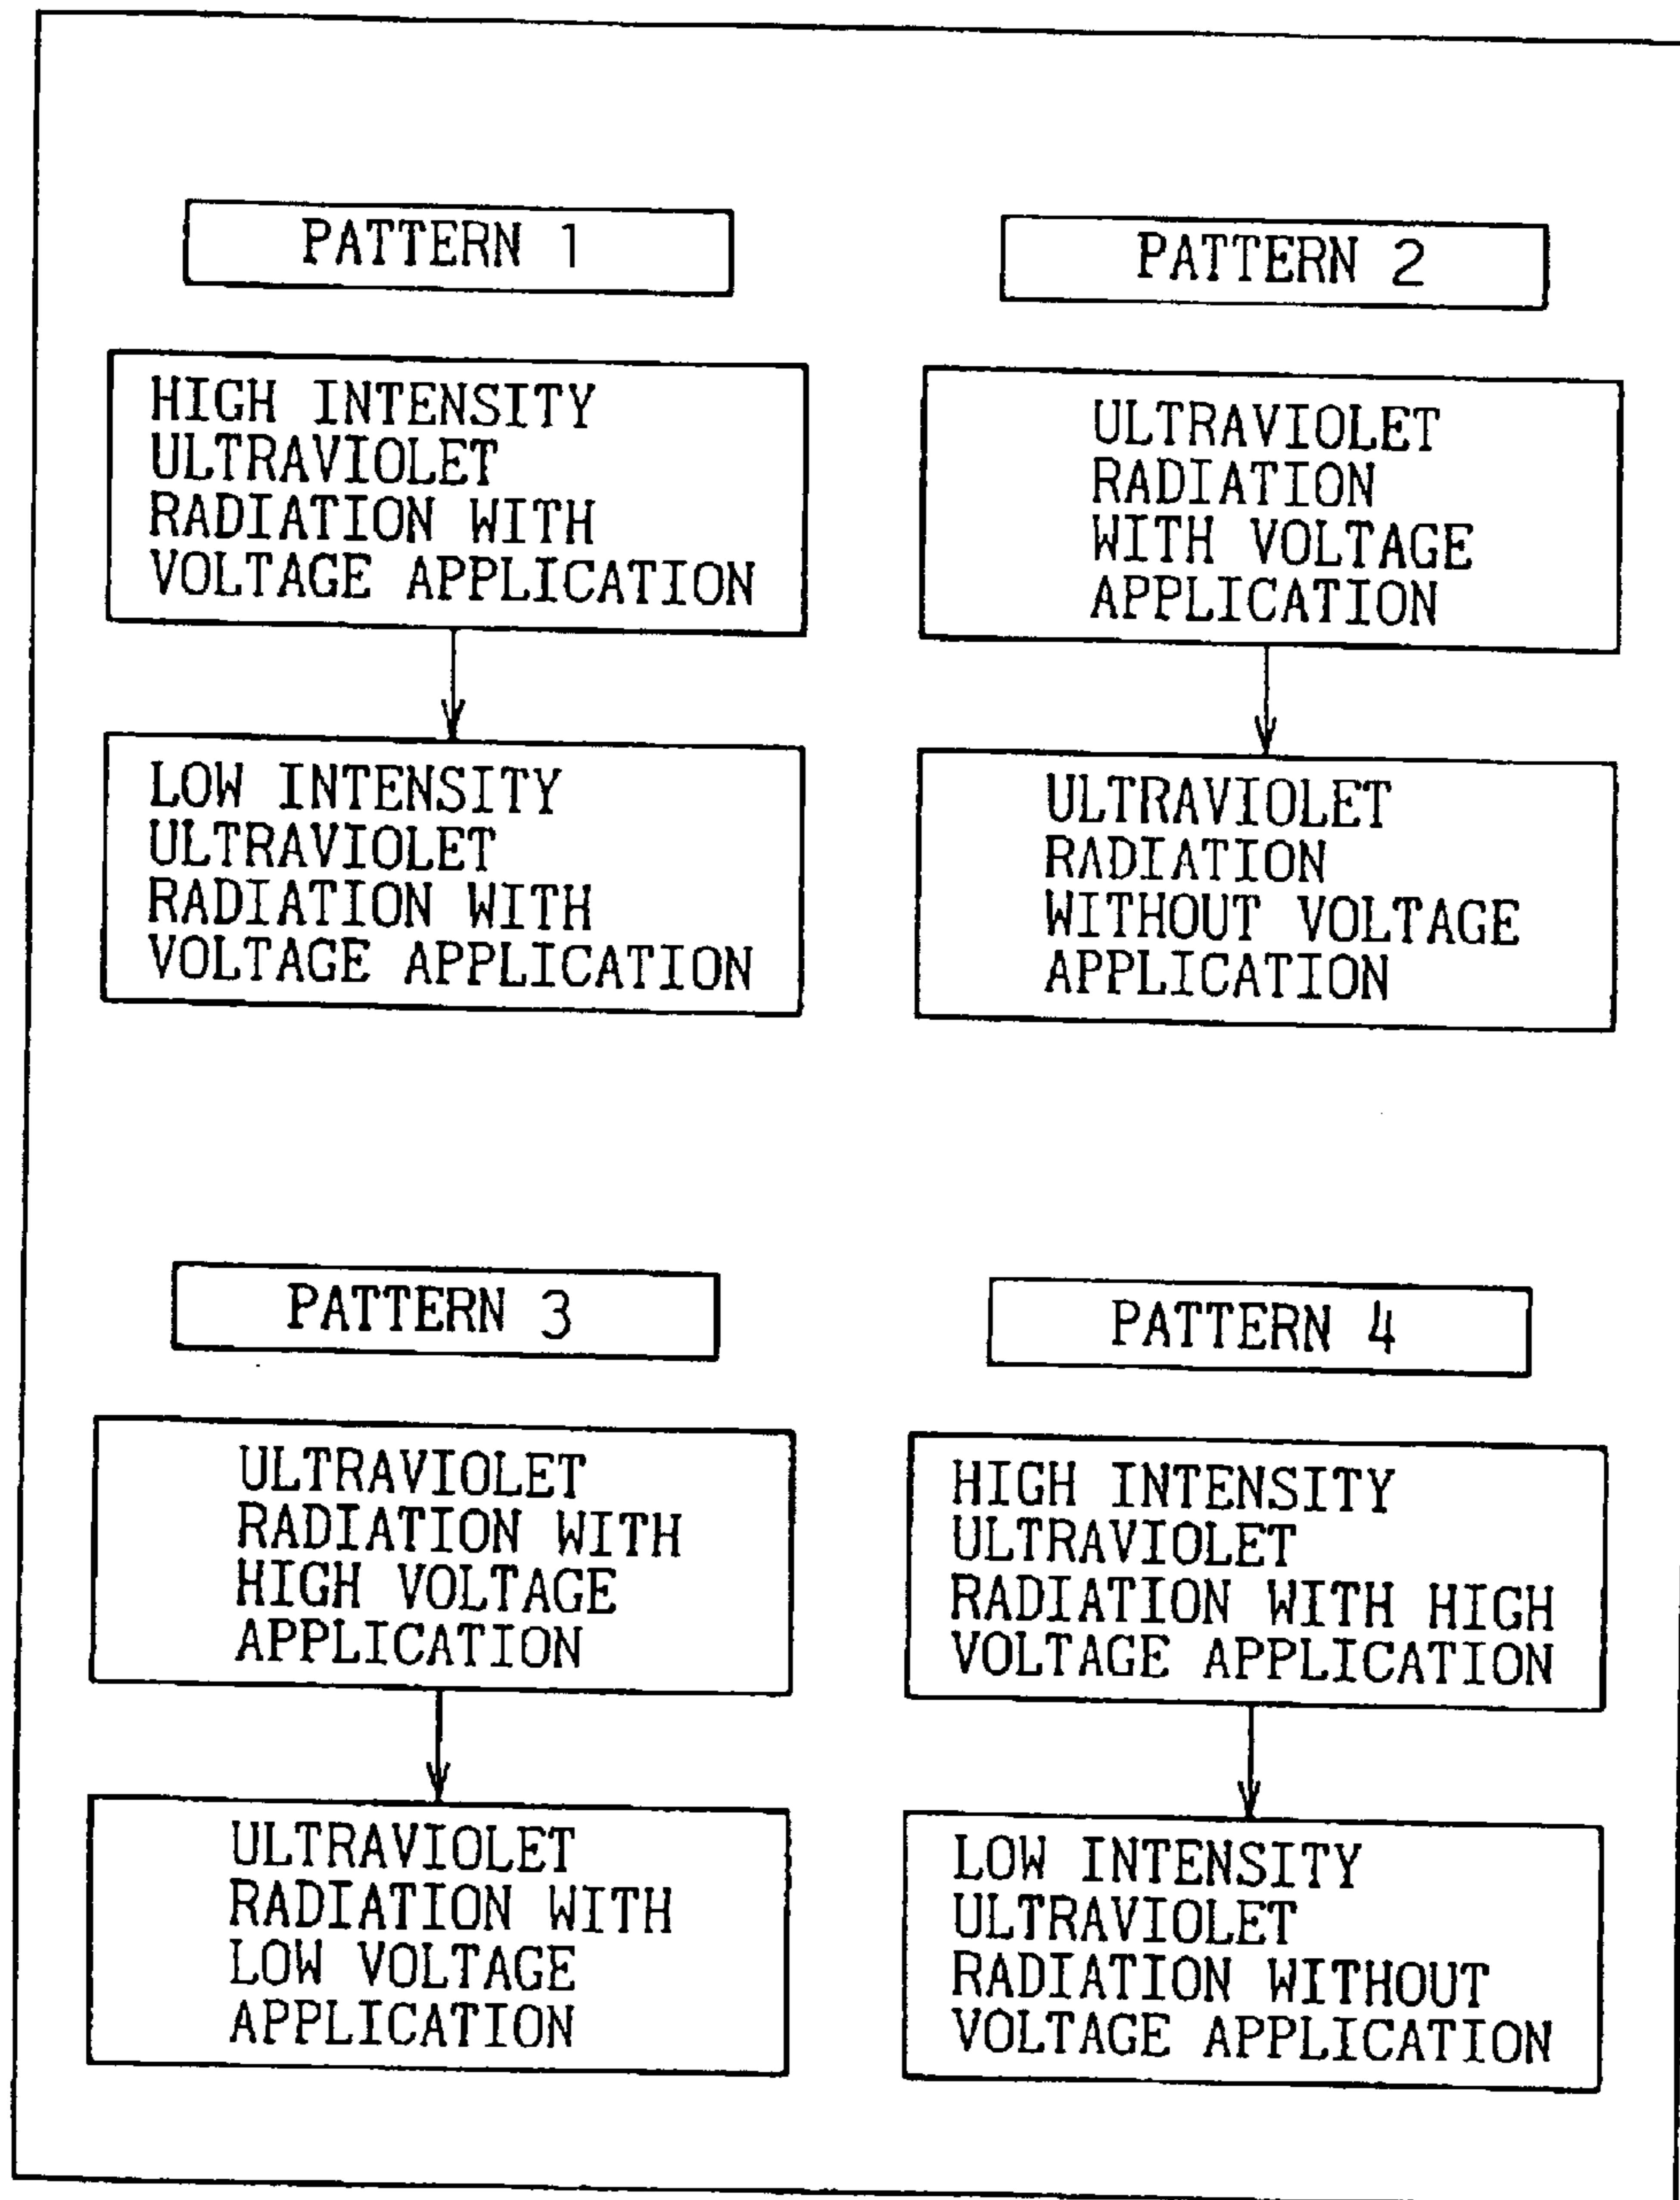 PATTERN 1
HIGH INTENSITY
ULTRAVIOLET
RADIATION WITH
VOLTAGE APPLICATION
LOW INTENSITY
ULTRAVIOLET
RADIATION WITH
VOLTAGE APPLICATION
PATTERN 2
ULTRAVIOLET
RADIATION
WITH VOLTAGE
APPLICATION
ULTRAVIOLET
RADIATION
WITHOUT VOLTAGE
APPLICATION
PATTERN 3
ULTRAVIOLET
RADIATION WITH
HIGH VOLTAGE
APPLICATION
ULTRAVIOLET
RADIATION WITH
LOW VOLTAGE
APPLICATION
PATTERN 4
HIGH INTENSITY
ULTRAVIOLET
RADIATION WITH HIGH
VOLTAGE APPLICATION
LOW INTENSITY
ULTRAVIOLET
RADIATION WITHOUT
VOLTAGE APPLICATION